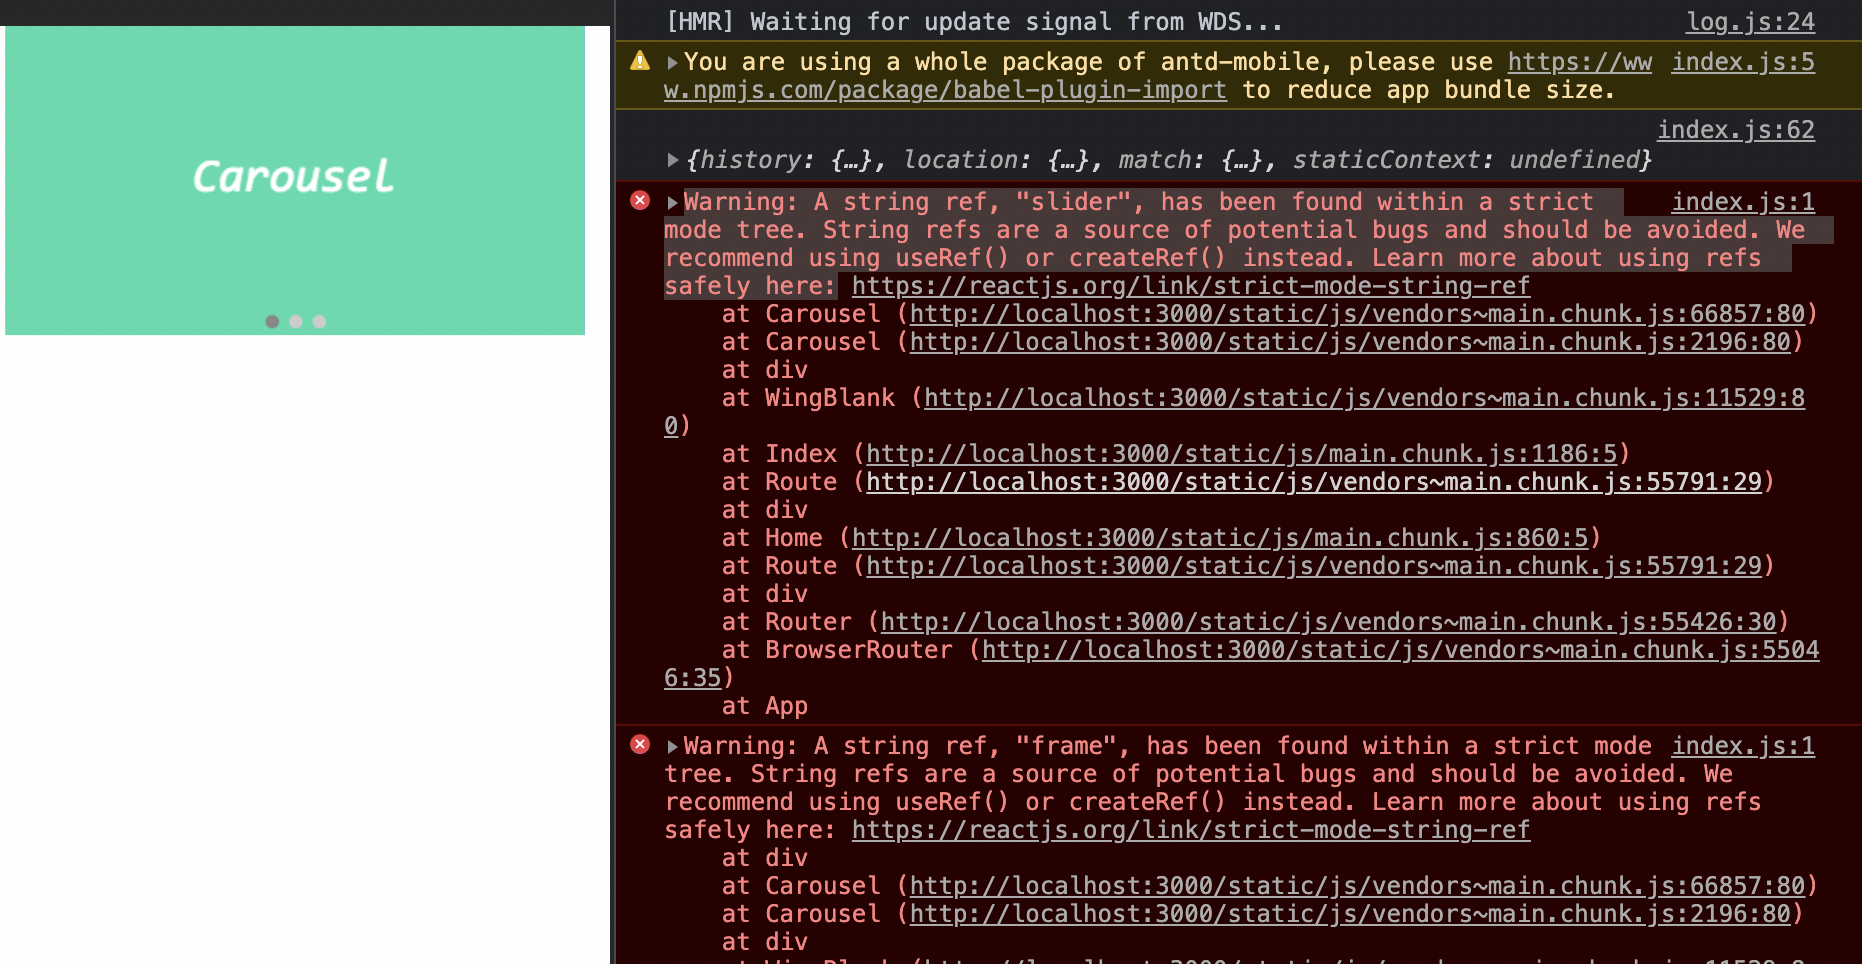 Carousel
[HMR] Waiting for update signal from WDS... log.js:24
You are using a whole package of antd-mobile, please use https://ww index.js:5
w.npmjs.com/package/babel-plugin-import to reduce app bundle size.
index.js:62
{history: {…}, location: {…}, match: {…}, staticContext: undefined}
Warning: A string ref, "slider", has been found within a strict index.js:1
mode tree. String refs are a source of potential bugs and should be avoided. We
recommend using useRef() or createRef() instead. Learn more about using refs
safely here: https://reactjs.org/link/strict-mode-string-ref
at Carousel (http://localhost:3000/static/js/vendors~main.chunk.js:66857:80)
at Carousel (http://localhost:3000/static/js/vendors~main.chunk.js:2196:80)
at div
at WingBlank (http://localhost:3000/static/js/vendors~main.chunk.js:11529:8
0)
at Index (http://localhost:3000/static/js/main.chunk.js:1186:5)
at Route (http://localhost:3000/static/js/vendors~main.chunk.js:55791:29)
at div
at Home (http://localhost:3000/static/js/main.chunk.js:860:5)
at Route (http://localhost:3000/static/js/vendors~main.chunk.js:55791:29)
at div
at Router (http://localhost:3000/static/js/vendors~main.chunk.js:55426:30)
at BrowserRouter (http://localhost:3000/static/js/vendors~main.chunk.js:5504
6:35)
at App
Warning: A string ref, "frame", has been found within a strict mode index.js:1
tree. String refs are a source of potential bugs and should be avoided. We
recommend using useRef() or createRef() instead. Learn more about using refs
safely here: https://reactjs.org/link/strict-mode-string-ref
at div
at Carousel (http://localhost:3000/static/js/vendors~main.chunk.js:66857:80)
at Carousel (http://localhost:3000/static/js/vendors~main.chunk.js:2196:80)
at div